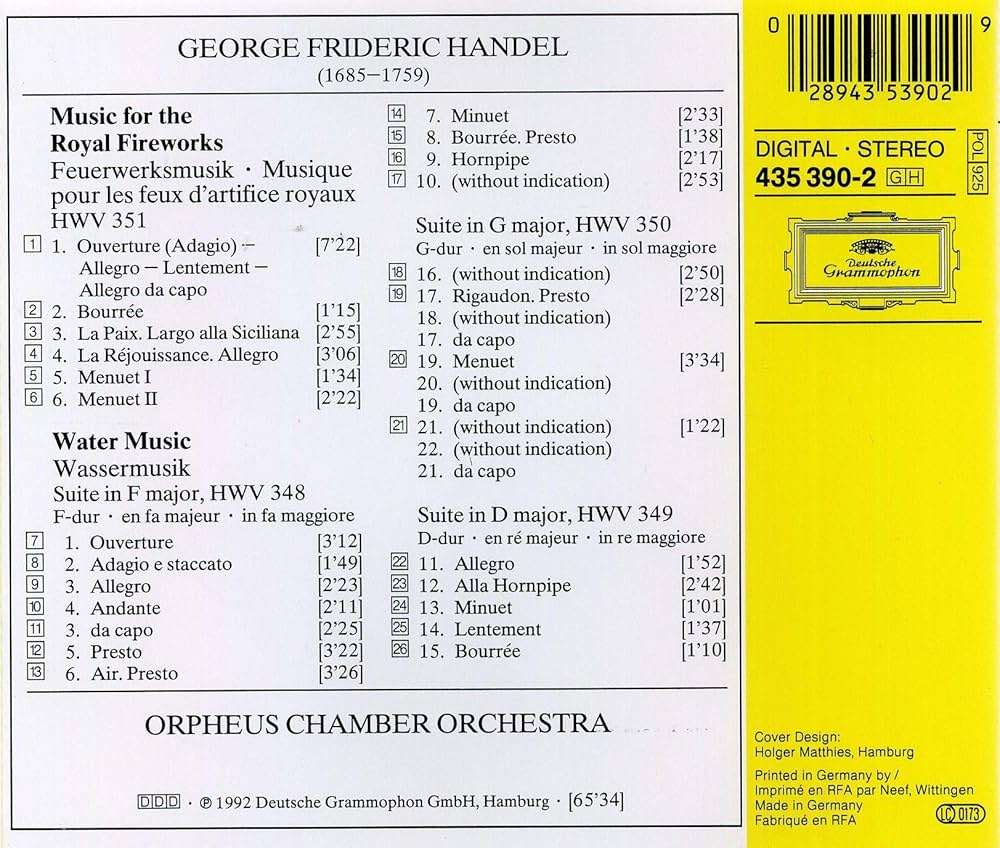 GEORGE FRIDERIC HANDEL
(1685–1759)
Music for the
Royal Fireworks
Feuerwerksmusik · Musique
pour les feux d'artifice royaux
HWV 351
1 1. Ouverture (Adagio) – [7'22]
Allegro – Lentement –
Allegro da capo
2 2. Bourrée [1'15]
3 3. La Paix. Largo alla Siciliana [2'55]
4 4. La Réjouissance. Allegro [3'06]
5 5. Menuet I [1'34]
6 6. Menuet II [2'22]
Water Music
Wassermusik
Suite in F major, HWV 348
F-dur · en fa majeur · in fa maggiore
7 1. Ouverture [3'12]
8 2. Adagio e staccato [1'49]
9 3. Allegro [2'23]
10 4. Andante [2'11]
11 3. da capo [2'25]
12 5. Presto [3'22]
13 6. Air. Presto [3'26]
14 7. Minuet [2'33]
15 8. Bourrée. Presto [1'38]
16 9. Hornpipe [2'17]
17 10. (without indication) [2'53]
Suite in G major, HWV 350
G-dur · en sol majeur · in sol maggiore
18 16. (without indication) [2'50]
19 17. Rigaudon. Presto [2'28]
18. (without indication)
17. da capo
20 19. Menuet [3'34]
20. (without indication)
19. da capo
21 21. (without indication) [1'22]
22. (without indication)
21. da capo
Suite in D major, HWV 349
D-dur · en ré majeur · in re maggiore
22 11. Allegro [1'52]
23 12. Alla Hornpipe [2'42]
24 13. Minuet [1'01]
25 14. Lentement [1'37]
26 15. Bourrée [1'10]
ORPHEUS CHAMBER ORCHESTRA
DDD · ℗ 1992 Deutsche Grammophon GmbH, Hamburg · [65'34]
0 28943 53902 9
DIGITAL · STEREO
435 390-2 GH
POL 925
Deutsche
Grammophon
Cover Design:
Holger Matthies, Hamburg
Printed in Germany by /
Imprimé en RFA par Neef, Wittingen
Made in Germany
Fabriqué en RFA
LC 0173